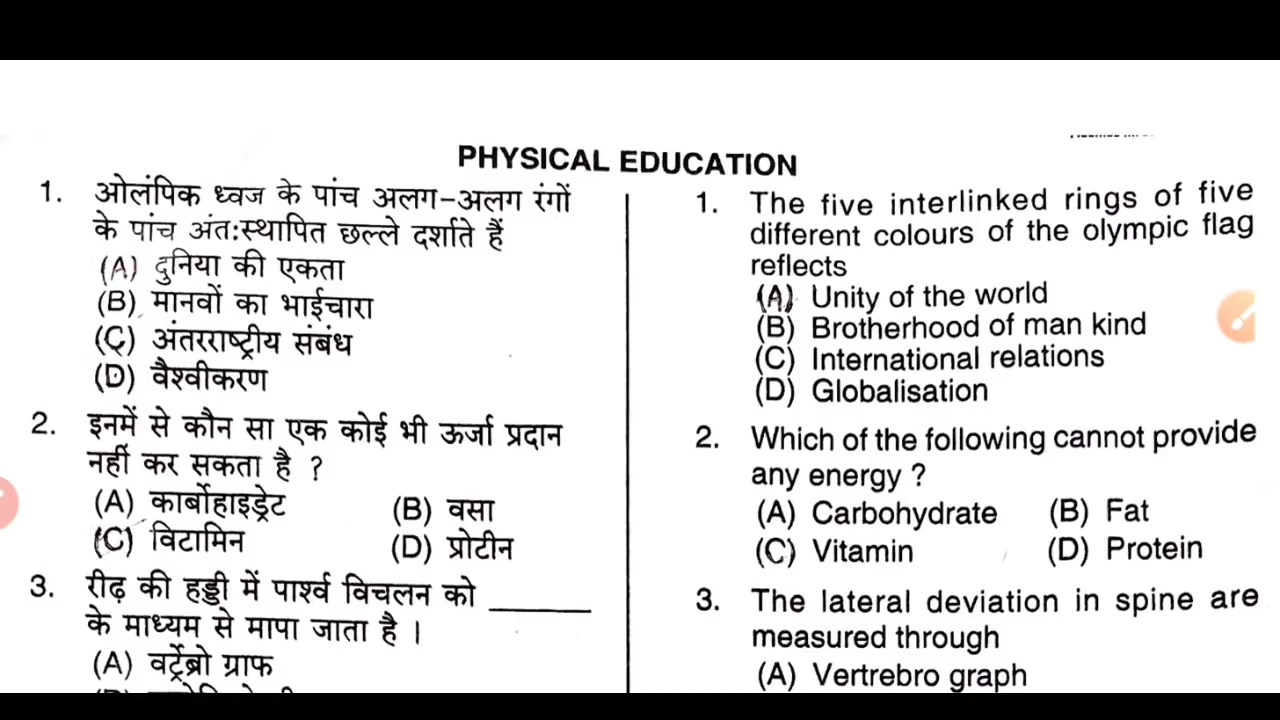 PHYSICAL EDUCATION
1. ओलंपिक ध्वज के पांच अलग-अलग रंगों
के पांच अंतःस्थापित छल्ले दर्शाते हैं
(A) दुनिया की एकता
(B) मानवों का भाईचारा
(C) अंतरराष्ट्रीय संबंध
(D) वैश्वीकरण
2. इनमें से कौन सा एक कोई भी ऊर्जा प्रदान
नहीं कर सकता है ?
(A) कार्बोहाइड्रेट (B) वसा
(C) विटामिन (D) प्रोटीन
3. रीढ़ की हड्डी में पार्श्व विचलन को ______
के माध्यम से मापा जाता है ।
(A) वर्ट्रेब्रो ग्राफ
1. The five interlinked rings of five
different colours of the olympic flag
reflects
(A) Unity of the world
(B) Brotherhood of man kind
(C) International relations
(D) Globalisation
2. Which of the following cannot provide
any energy ?
(A) Carbohydrate (B) Fat
(C) Vitamin (D) Protein
3. The lateral deviation in spine are
measured through
(A) Vertrebro graph